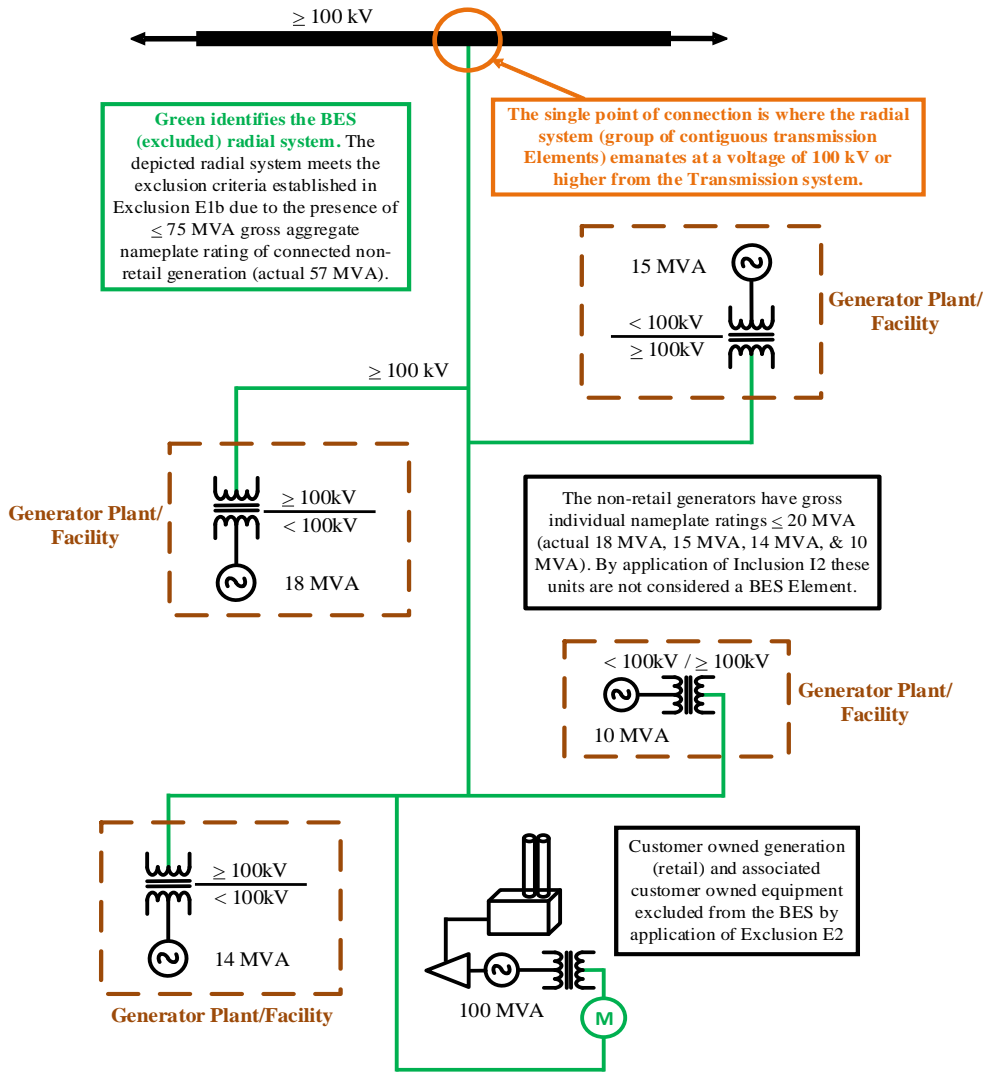 ≥ 100 kV
Green identifies the BES
(excluded) radial system. The
depicted radial system meets the
exclusion criteria established in
Exclusion E1b due to the presence of
≤ 75 MVA gross aggregate
nameplate rating of connected non-
retail generation (actual 57 MVA).
The single point of connection is where the radial
system (group of contiguous transmission
Elements) emanates at a voltage of 100 kV or
higher from the Transmission system.
15 MVA
< 100kV
≥ 100kV
Generator Plant/
Facility
≥ 100 kV
Generator Plant/
Facility
≥ 100kV
< 100kV
18 MVA
The non-retail generators have gross
individual nameplate ratings ≤ 20 MVA
(actual 18 MVA, 15 MVA, 14 MVA, & 10
MVA). By application of Inclusion I2 these
units are not considered a BES Element.
< 100kV / ≥ 100kV
10 MVA
Generator Plant/
Facility
≥ 100kV
< 100kV
14 MVA
Generator Plant/Facility
100 MVA
M
Customer owned generation
(retail) and associated
customer owned equipment
excluded from the BES by
application of Exclusion E2